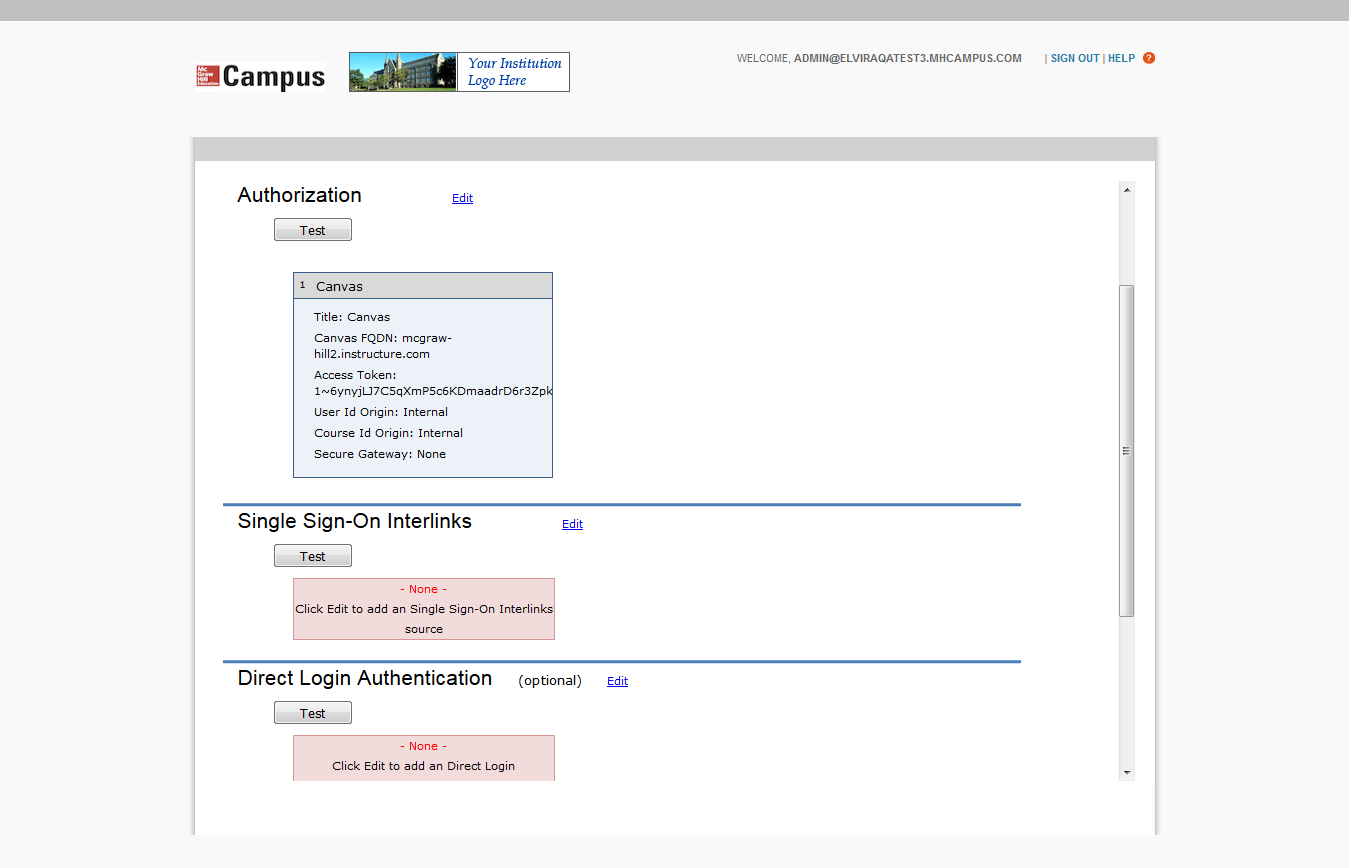 Mc Graw Hill Education Campus
Your Institution
Logo Here
WELCOME, ADMIN@ELVIRAQATEST3.MHCAMPUS.COM | SIGN OUT | HELP ?
Authorization Edit
Test
1 Canvas
Title: Canvas
Canvas FQDN: mcgraw-
hill2.instructure.com
Access Token:
1~6ynyjLJ7C5qXmP5c6KDmaadrD6r3Zpk
User Id Origin: Internal
Course Id Origin: Internal
Secure Gateway: None
Single Sign-On Interlinks Edit
Test
- None -
Click Edit to add an Single Sign-On Interlinks
source
Direct Login Authentication (optional) Edit
Test
- None -
Click Edit to add an Direct Login